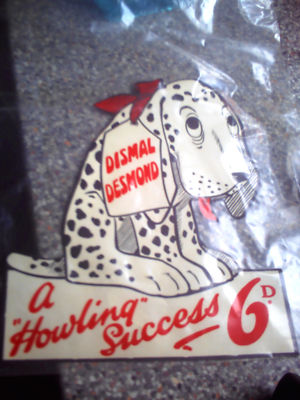 DISMAL
DESMOND
A
"Howling"
Success
6D.